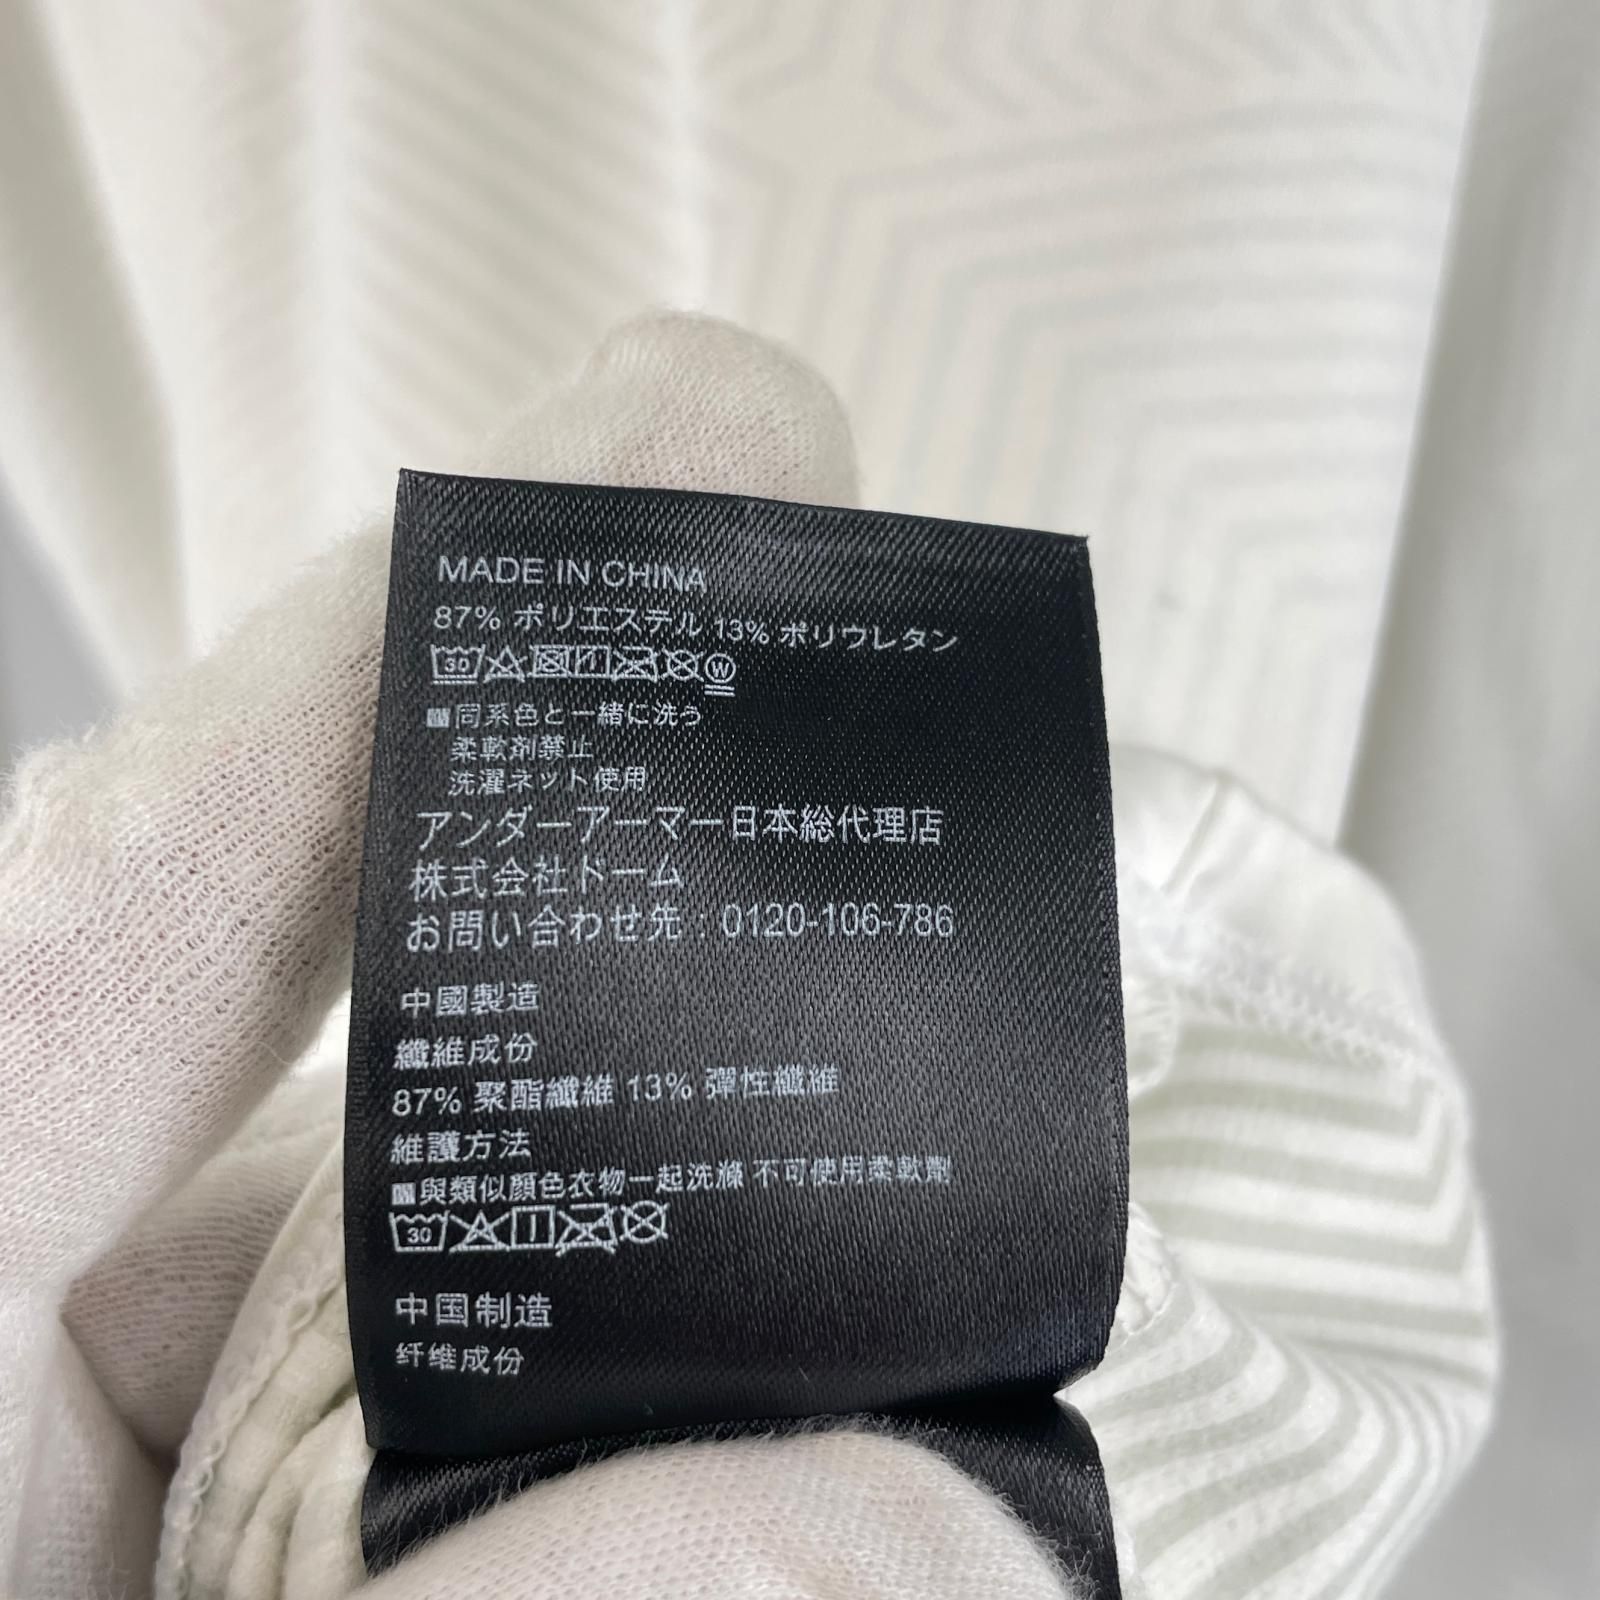 MADE IN CHINA
87% ポリエステル 13% ポリウレタン
30 W
同系色と一緒に洗う
柔軟剤禁止
洗濯ネット使用
アンダーアーマー日本総代理店
株式会社ドーム
お問い合わせ先：0120-106-786
中國製造
纖維成份
87% 聚酯纖維 13% 彈性纖維
維護方法
與類似顏色衣物一起洗滌 不可使用柔軟劑
30
中国制造
纤维成份